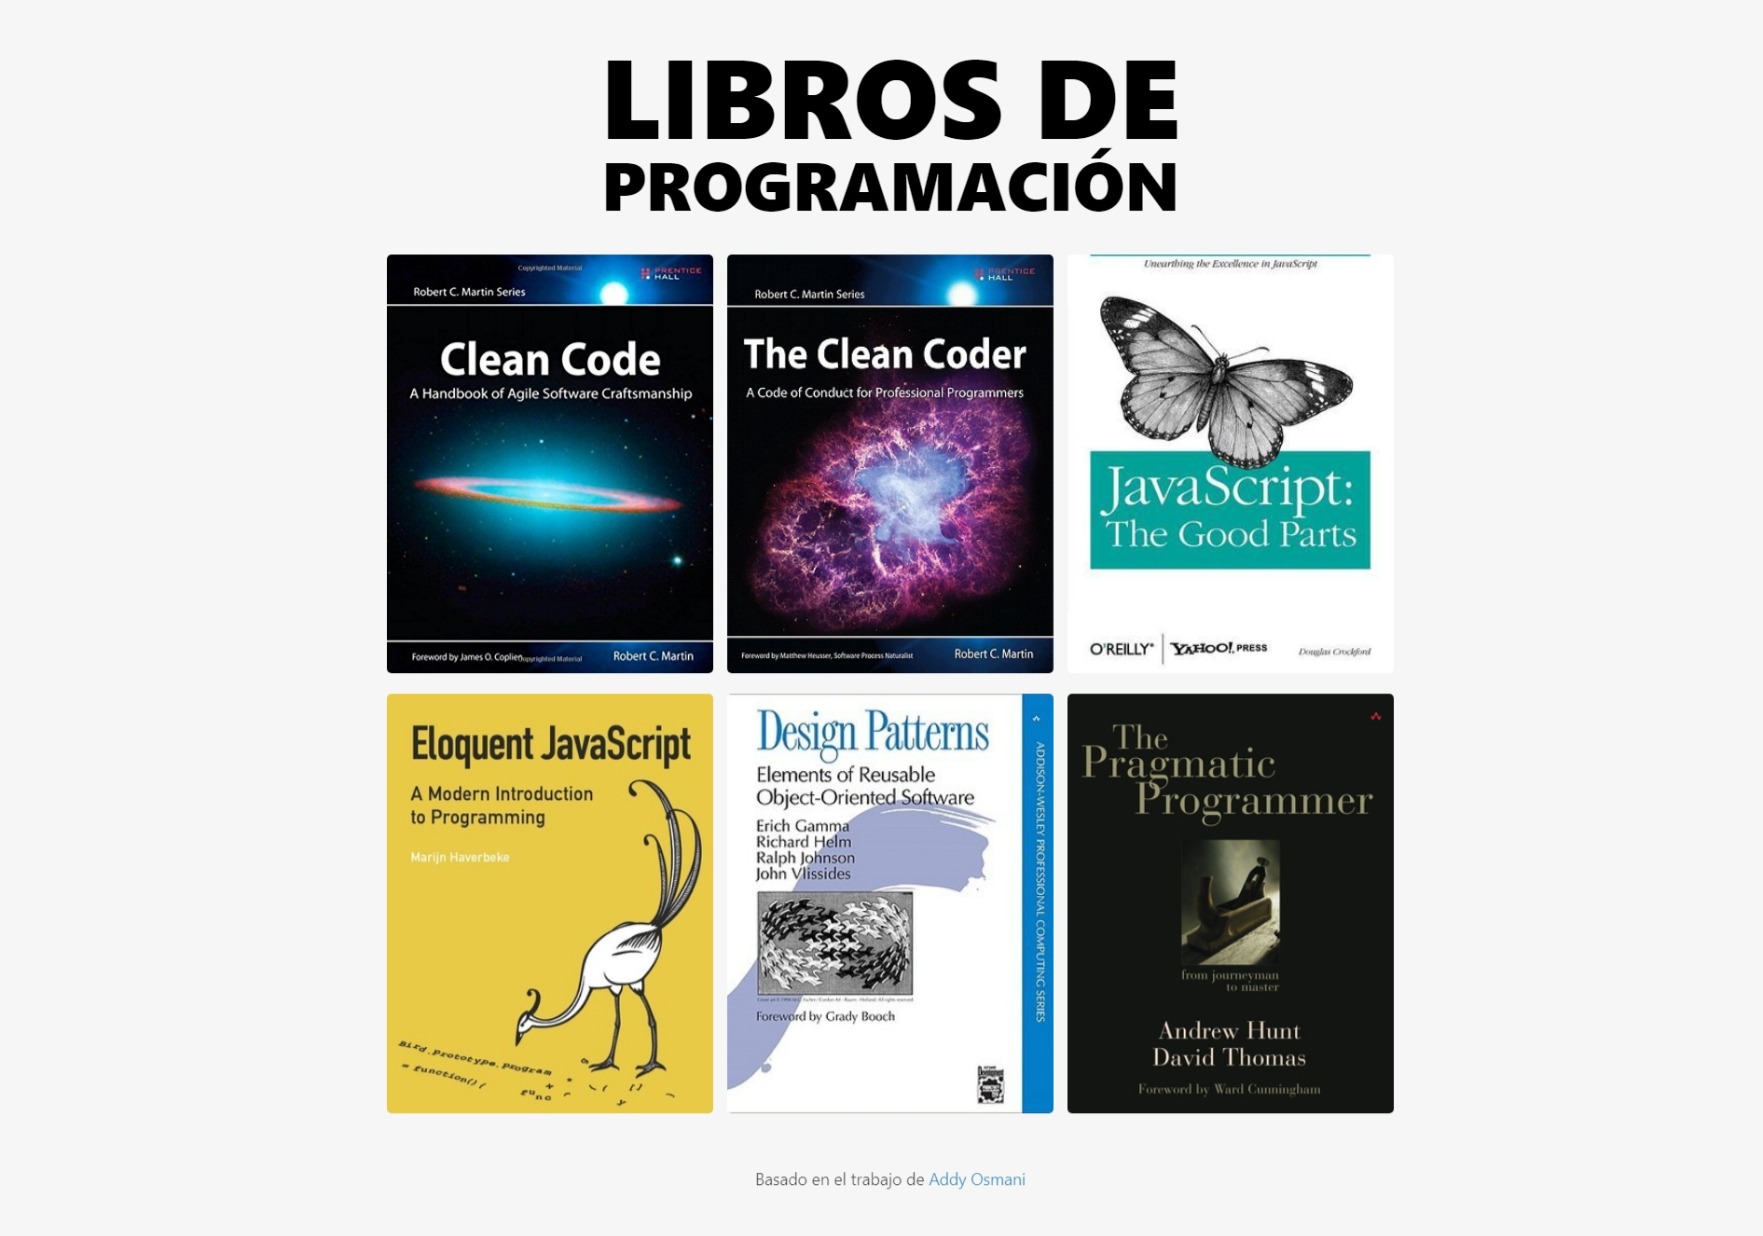 LIBROS DE
PROGRAMACIÓN
Copyrighted Material
PRENTICE
HALL
Robert C. Martin Series
Clean Code
A Handbook of Agile Software Craftsmanship
Foreword by James O. Coplien
Copyrighted Material
Robert C. Martin
PRENTICE
HALL
Robert C. Martin Series
The Clean Coder
A Code of Conduct for Professional Programmers
Foreword by Matthew Heusser, Software Process Naturalist
Robert C. Martin
Unearthing the Excellence in JavaScript
JavaScript:
The Good Parts
O'REILLY® YAHOO! PRESS
Douglas Crockford
Eloquent JavaScript
A Modern Introduction
to Programming
Marijn Haverbeke
Bird.prototype.program
= function(){
func
Design Patterns
Elements of Reusable
Object-Oriented Software
Erich Gamma
Richard Helm
Ralph Johnson
John Vlissides
Foreword by Grady Booch
ADDISON-WESLEY PROFESSIONAL COMPUTING SERIES
The
Pragmatic
Programmer
from journeyman
to master
Andrew Hunt
David Thomas
Foreword by Ward Cunningham
Basado en el trabajo de Addy Osmani